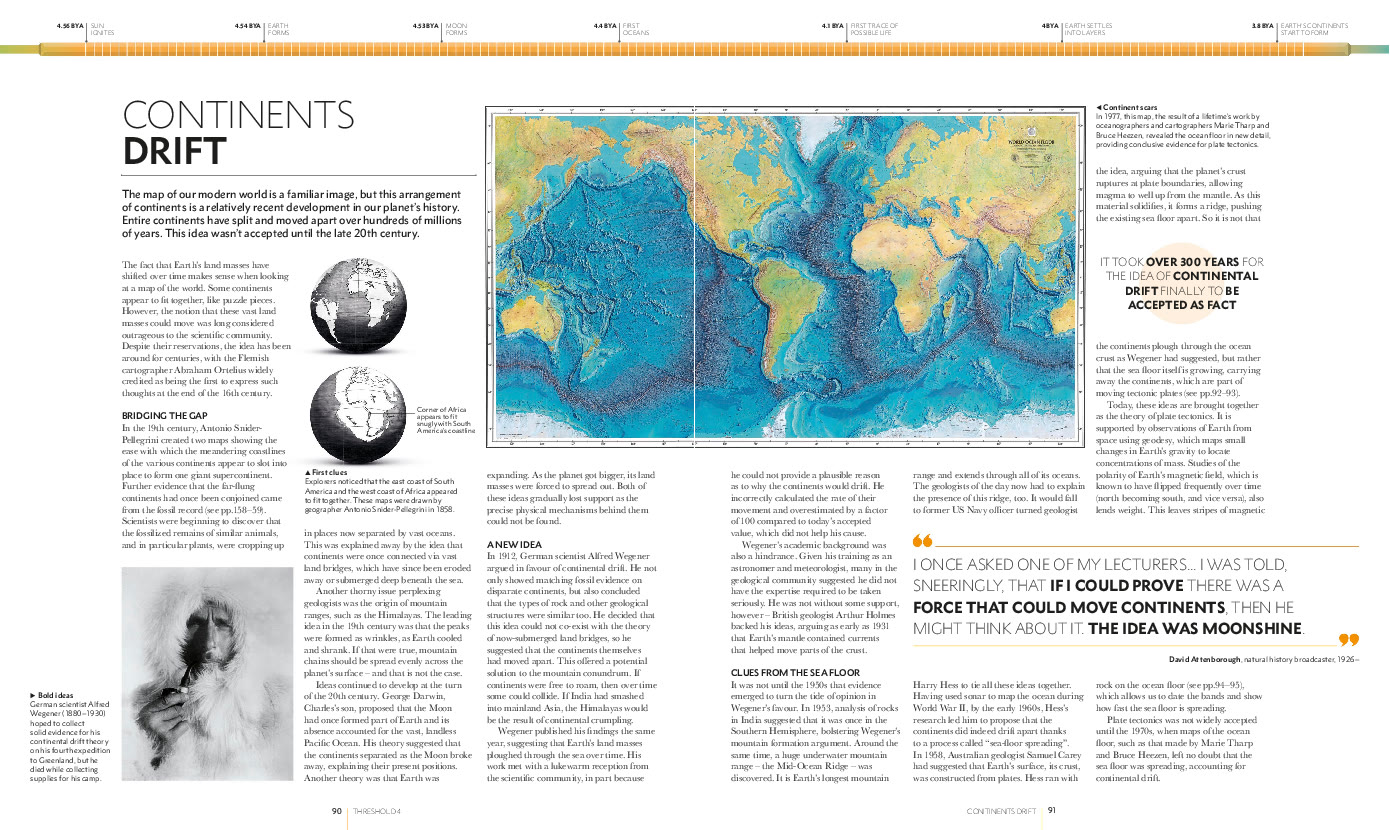 4.56 BYA SUN IGNITES
4.54 BYA EARTH FORMS
4.53 BYA MOON FORMS
4.4 BYA FIRST OCEANS
4.1 BYA FIRST TRACE OF POSSIBLE LIFE
4 BYA EARTH SETTLES INTO LAYERS
3.8 BYA EARTH'S CONTINENTS START TO FORM
CONTINENTS
DRIFT
The map of our modern world is a familiar image, but this arrangement
of continents is a relatively recent development in our planet's history.
Entire continents have split and moved apart over hundreds of millions
of years. This idea wasn't accepted until the late 20th century.
The fact that Earth's land masses have
shifted over time makes sense when looking
at a map of the world. Some continents
appear to fit together, like puzzle pieces.
However, the notion that these vast land
masses could move was long considered
outrageous to the scientific community.
Despite their reservations, the idea has been
around for centuries, with the Flemish
cartographer Abraham Ortelius widely
credited as being the first to express such
thoughts at the end of the 16th century.
BRIDGING THE GAP
In the 19th century, Antonio Snider-
Pellegrini created two maps showing the
ease with which the meandering coastlines
of the various continents appear to slot into
place to form one giant supercontinent.
Further evidence that the far-flung
continents had once been conjoined came
from the fossil record (see pp.158–59).
Scientists were beginning to discover that
the fossilized remains of similar animals,
and in particular plants, were cropping up
Corner of Africa
appears to fit
snugly with South
America's coastline
▲ First clues
Explorers noticed that the east coast of South
America and the west coast of Africa appeared
to fit together. These maps were drawn by
geographer Antonio Snider-Pellegrini in 1858.
in places now separated by vast oceans.
This was explained away by the idea that
continents were once connected via vast
land bridges, which have since been eroded
away or submerged deep beneath the sea.
Another thorny issue perplexing
geologists was the origin of mountain
ranges, such as the Himalayas. The leading
idea in the 19th century was that the peaks
were formed as wrinkles, as Earth cooled
and shrank. If that were true, mountain
chains should be spread evenly across the
planet's surface – and that is not the case.
Ideas continued to develop at the turn
of the 20th century. George Darwin,
Charles's son, proposed that the Moon
had once formed part of Earth and its
absence accounted for the vast, landless
Pacific Ocean. His theory suggested that
the continents separated as the Moon broke
away, explaining their present positions.
Another theory was that Earth was
▶ Bold ideas
German scientist Alfred
Wegener (1880–1930)
hoped to collect
solid evidence for his
continental drift theory
on his fourth expedition
to Greenland, but he
died while collecting
supplies for his camp.
WORLD OCEAN FLOOR
expanding. As the planet got bigger, its land
masses were forced to spread out. Both of
these ideas gradually lost support as the
precise physical mechanisms behind them
could not be found.
A NEW IDEA
In 1912, German scientist Alfred Wegener
argued in favour of continental drift. He not
only showed matching fossil evidence on
disparate continents, but also concluded
that the types of rock and other geological
structures were similar too. He decided that
this idea could not co-exist with the theory
of now-submerged land bridges, so he
suggested that the continents themselves
had moved apart. This offered a potential
solution to the mountain conundrum. If
continents were free to roam, then over time
some could collide. If India had smashed
into mainland Asia, the Himalayas would
be the result of continental crumpling.
Wegener published his findings the same
year, suggesting that Earth's land masses
ploughed through the sea over time. His
work met with a lukewarm reception from
the scientific community, in part because
he could not provide a plausible reason
as to why the continents would drift. He
incorrectly calculated the rate of their
movement and overestimated by a factor
of 100 compared to today's accepted
value, which did not help his cause.
Wegener's academic background was
also a hindrance. Given his training as an
astronomer and meteorologist, many in the
geological community suggested he did not
have the expertise required to be taken
seriously. He was not without some support,
however – British geologist Arthur Holmes
backed his ideas, arguing as early as 1931
that Earth's mantle contained currents
that helped move parts of the crust.
CLUES FROM THE SEA FLOOR
It was not until the 1950s that evidence
emerged to turn the tide of opinion in
Wegener's favour. In 1953, analysis of rocks
in India suggested that it was once in the
Southern Hemisphere, bolstering Wegener's
mountain formation argument. Around the
same time, a huge underwater mountain
range – the Mid-Ocean Ridge – was
discovered. It is Earth's longest mountain
range and extends through all of its oceans.
The geologists of the day now had to explain
the presence of this ridge, too. It would fall
to former US Navy officer turned geologist
Harry Hess to tie all these ideas together.
Having used sonar to map the ocean during
World War II, by the early 1960s, Hess's
research led him to propose that the
continents did indeed drift apart thanks
to a process called “sea-floor spreading”.
In 1958, Australian geologist Samuel Carey
had suggested that Earth's surface, its crust,
was constructed from plates. Hess ran with
◀ Continent scars
In 1977, this map, the result of a lifetime's work by
oceanographers and cartographers Marie Tharp and
Bruce Heezen, revealed the ocean floor in new detail,
providing conclusive evidence for plate tectonics.
the idea, arguing that the planet's crust
ruptures at plate boundaries, allowing
magma to well up from the mantle. As this
material solidifies, it forms a ridge, pushing
the existing sea floor apart. So it is not that
IT TOOK OVER 300 YEARS FOR
THE IDEA OF CONTINENTAL
DRIFT FINALLY TO BE
ACCEPTED AS FACT
the continents plough through the ocean
crust as Wegener had suggested, but rather
that the sea floor itself is growing, carrying
away the continents, which are part of
moving tectonic plates (see pp.92–93).
Today, these ideas are brought together
as the theory of plate tectonics. It is
supported by observations of Earth from
space using geodesy, which maps small
changes in Earth's gravity to locate
concentrations of mass. Studies of the
polarity of Earth's magnetic field, which is
known to have flipped frequently over time
(north becoming south, and vice versa), also
lends weight. This leaves stripes of magnetic
rock on the ocean floor (see pp.94–95),
which allows us to date the bands and show
how fast the sea floor is spreading.
Plate tectonics was not widely accepted
until the 1970s, when maps of the ocean
floor, such as that made by Marie Tharp
and Bruce Heezen, left no doubt that the
sea floor was spreading, accounting for
continental drift.
“I ONCE ASKED ONE OF MY LECTURERS... I WAS TOLD,
SNEERINGLY, THAT IF I COULD PROVE THERE WAS A
FORCE THAT COULD MOVE CONTINENTS, THEN HE
MIGHT THINK ABOUT IT. THE IDEA WAS MOONSHINE.”
David Attenborough, natural history broadcaster, 1926–
90 THRESHOLD 4
CONTINENTS DRIFT 91